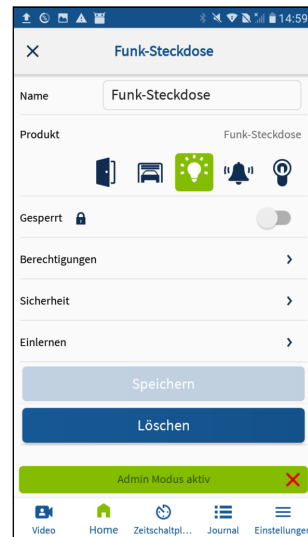 14:59
Funk-Steckdose
Name Funk-Steckdose
Produkt Funk-Steckdose
Gesperrt
Berechtigungen
Sicherheit
Einlernen
Speichern
Löschen
Admin Modus aktiv
Video Home Zeitschaltpl... Journal Einstellungen